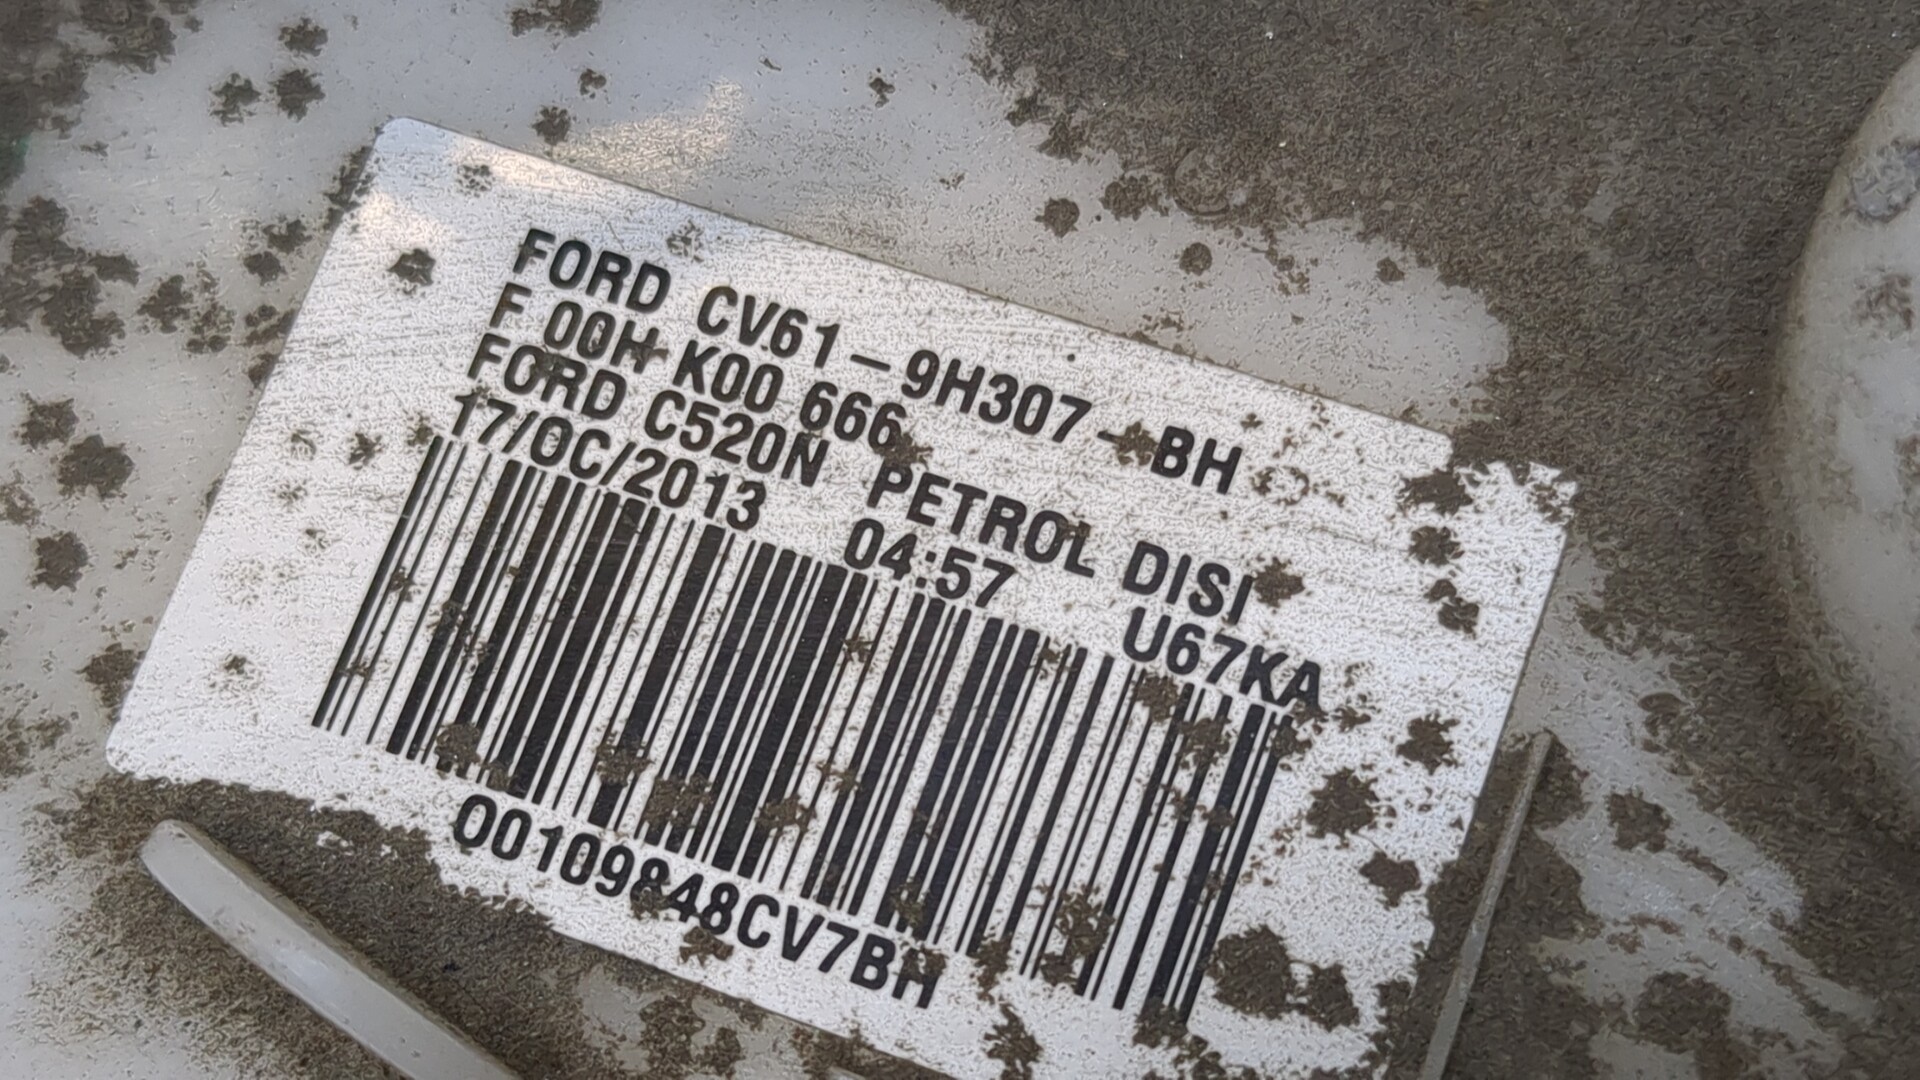 FORD CV61-9H307-BH
F 00H K00 666
FORD C520N PETROL DISI
17/OC/2013 04:57 U67KA
00109848CV7BH